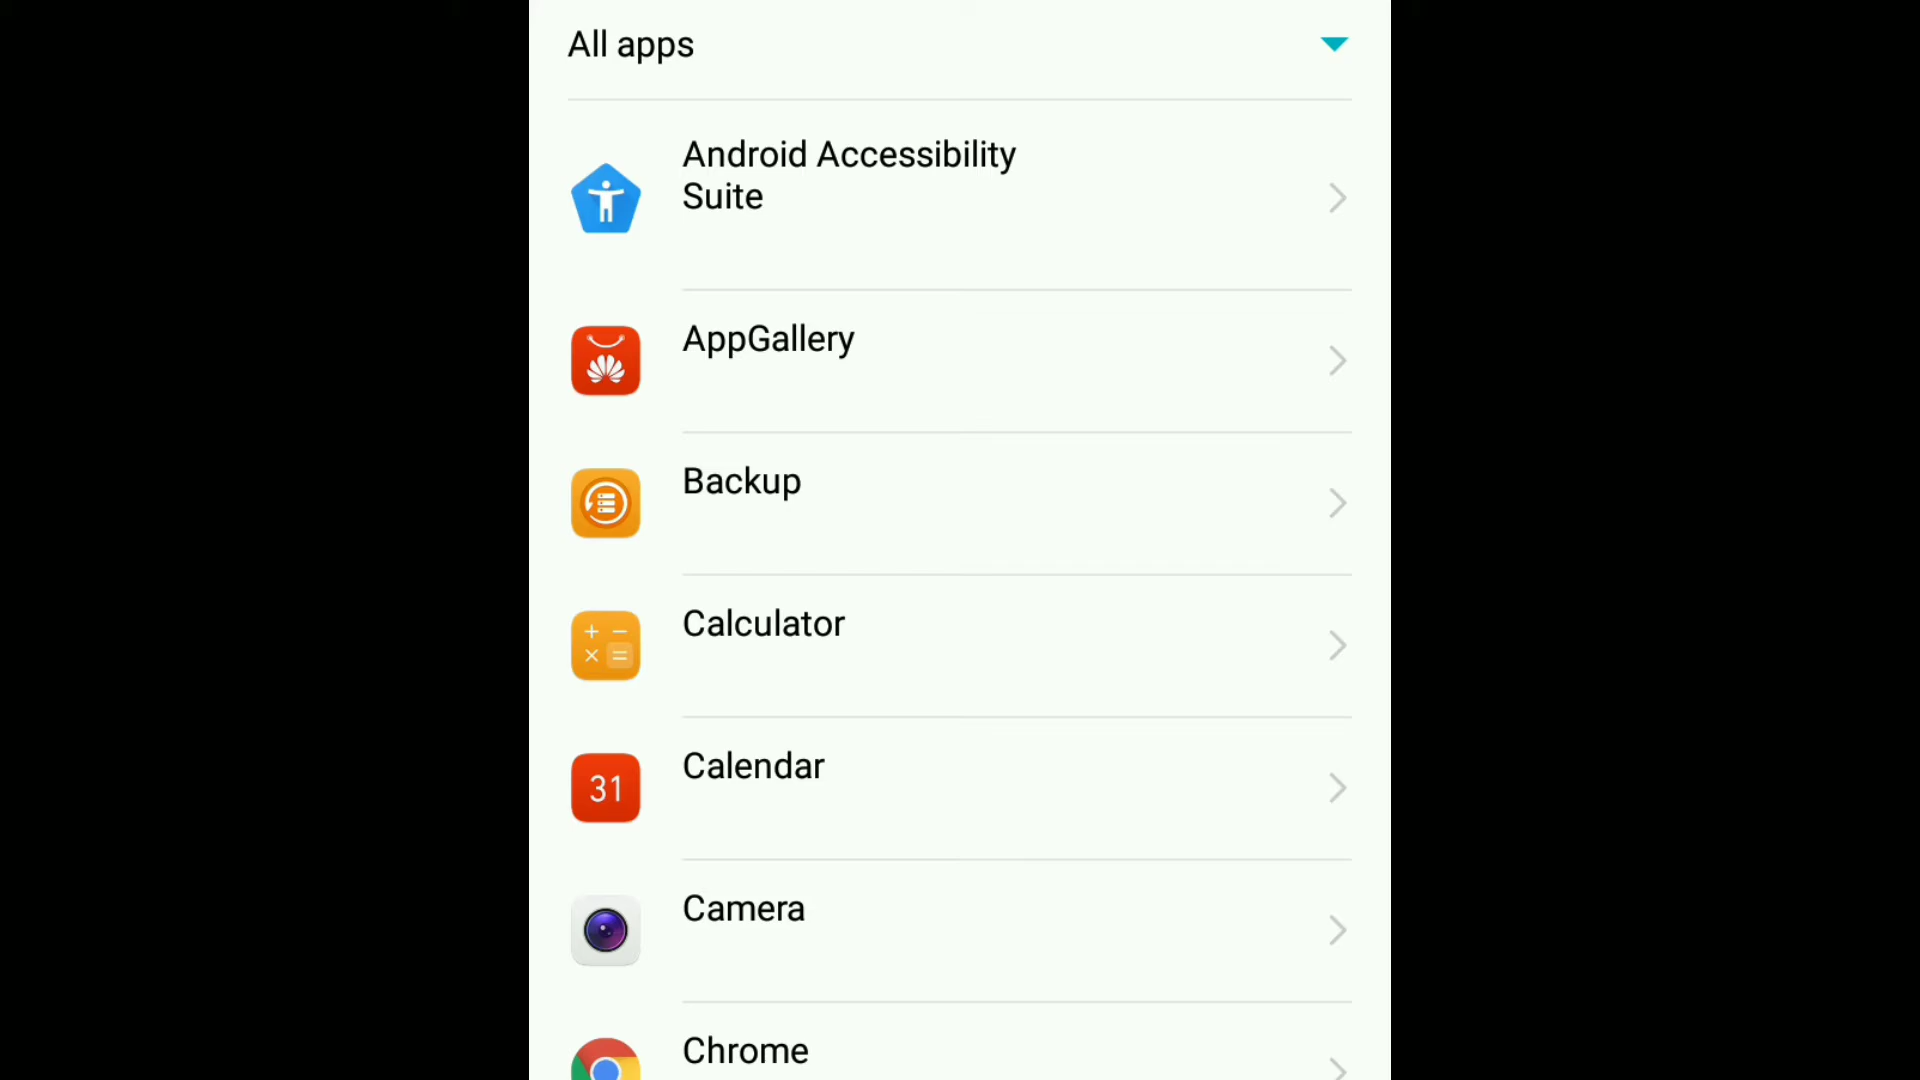 All apps
Android Accessibility
Suite
AppGallery
Backup
Calculator
31
Calendar
Camera
Chrome